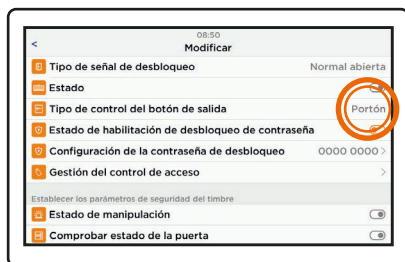 08:50
<
Modificar
Tipo de señal de desbloqueo Normal abierta
Estado
Tipo de control del botón de salida Portón
Estado de habilitación de desbloqueo de contraseña
Configuración de la contraseña de desbloqueo 0000 0000 >
Gestión del control de acceso >
Establecer los parámetros de seguridad del timbre
Estado de manipulación
Comprobar estado de la puerta